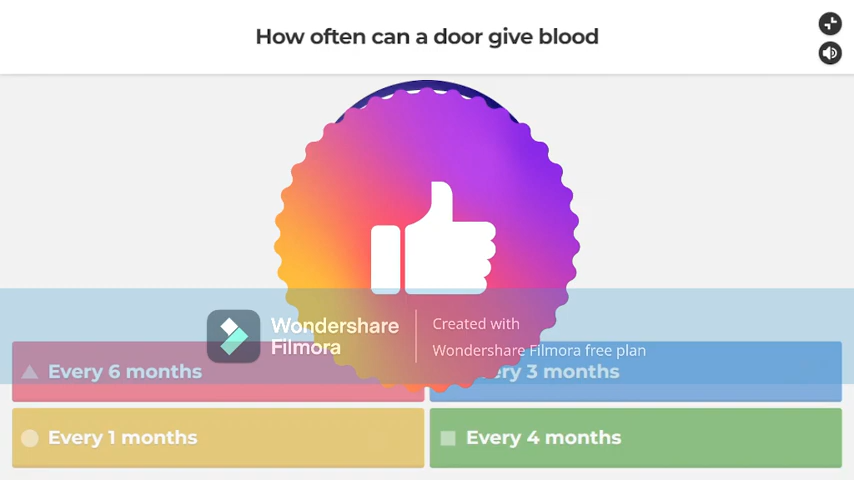 How often can a door give blood
Wondershare
Filmora
Created with
Wondershare Filmora free plan
Every 6 months
ery 3 months
Every 1 months
Every 4 months